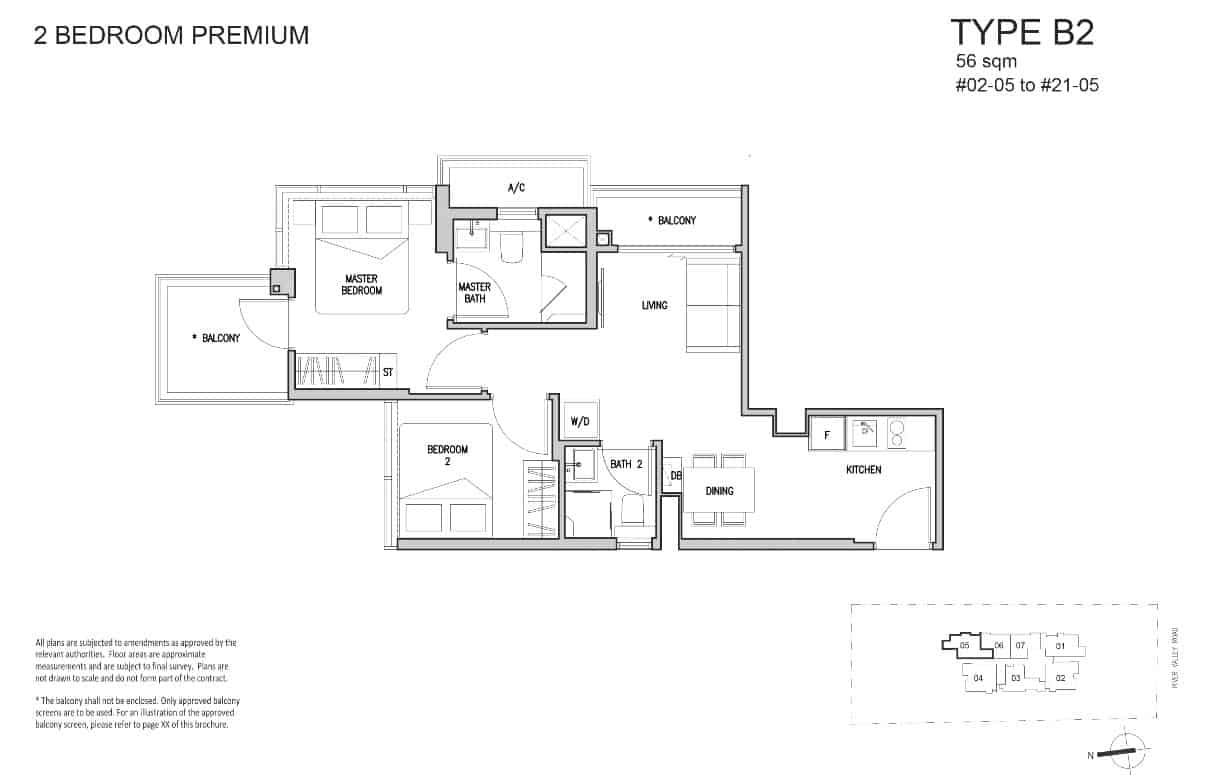 2 BEDROOM PREMIUM
TYPE B2
56 sqm
#02-05 to #21-05
A/C
* BALCONY
MASTER
BEDROOM
MASTER
BATH
LIVING
* BALCONY
ST
W/D
F
BEDROOM
2
BATH 2
DB
DINING
KITCHEN
All plans are subjected to amendments as approved by the
relevant authorities. Floor areas are approximate
measurements and are subject to final survey. Plans are
not drawn to scale and do not form part of the contract.
* The balcony shall not be enclosed. Only approved balcony
screens are to be used. For an illustration of the approved
balcony screen, please refer to page XX of this brochure.
05
06
07
01
04
03
02
RIVER VALLEY ROAD
N